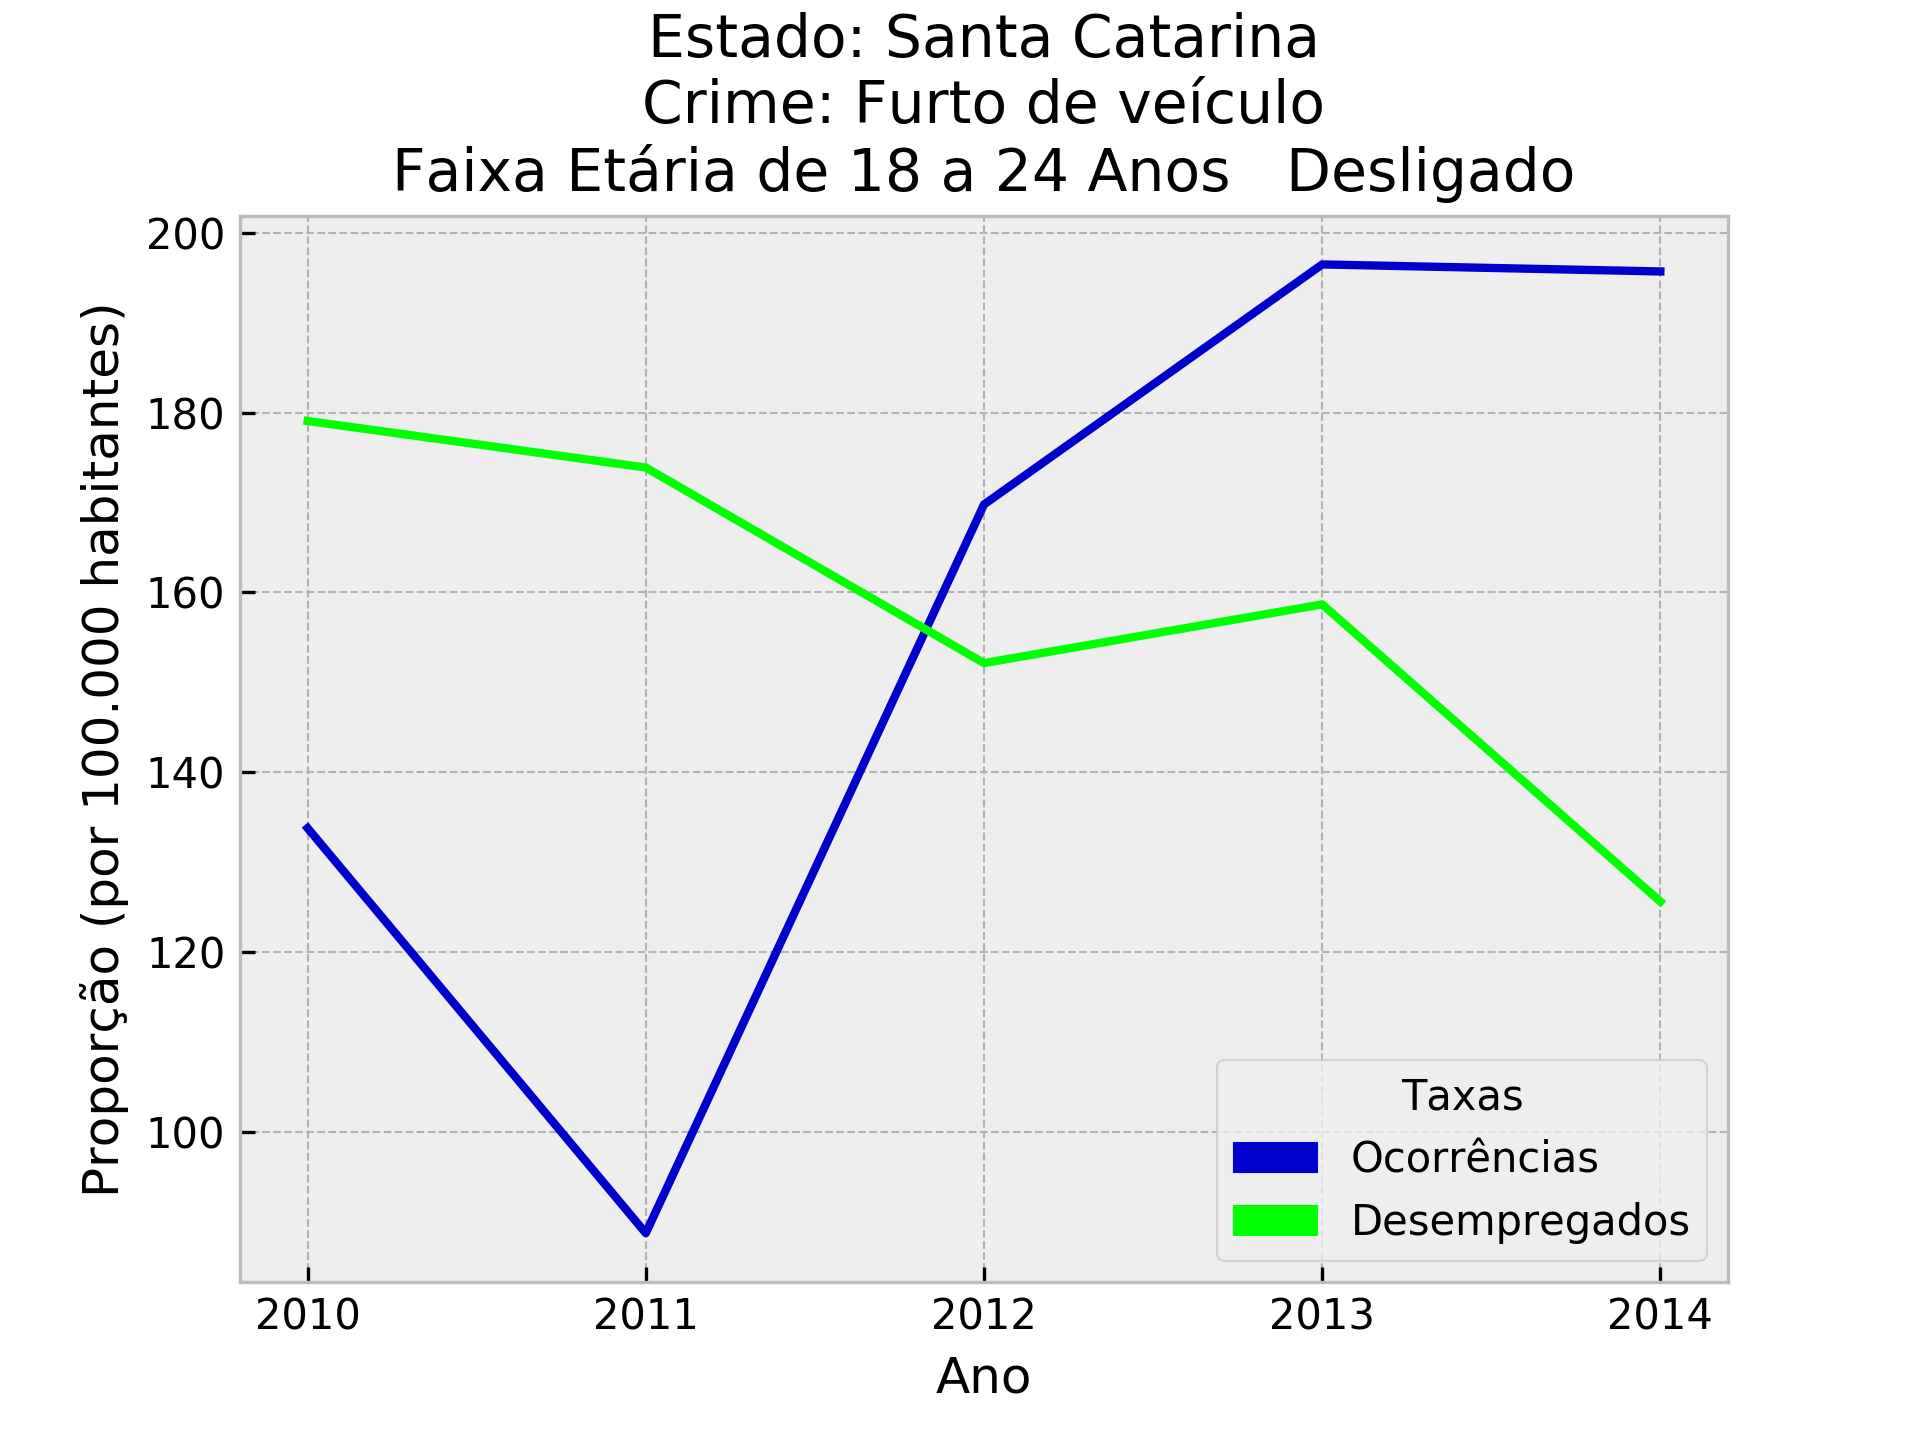 Estado: Santa Catarina
Crime: Furto de veículo
Faixa Etária de 18 a 24 Anos   Desligado
Proporção (por 100.000 habitantes)
200
180
160
140
120
100
Taxas
Ocorrências
Desempregados
2010 2011 2012 2013 2014
Ano